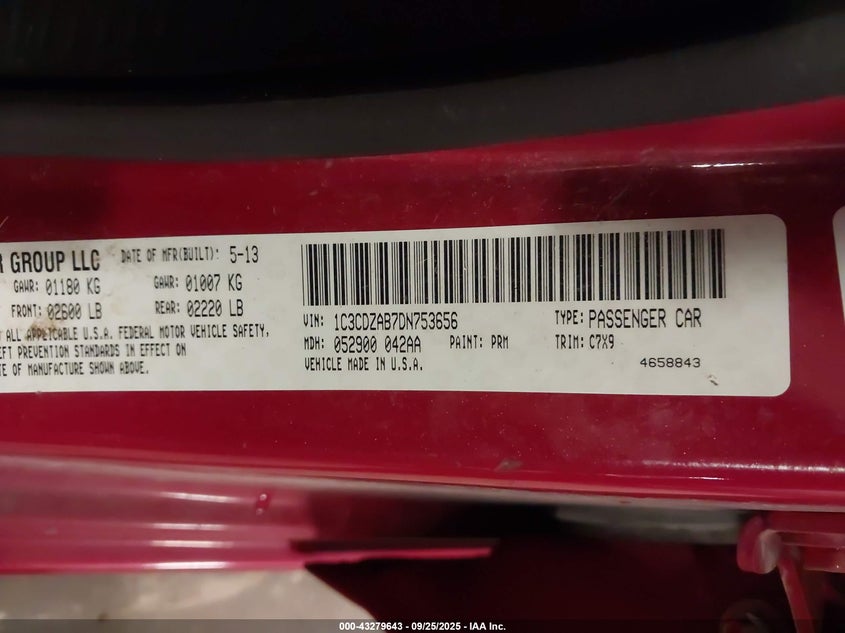 R GROUP LLC DATE OF MFR(BUILT): 5-13
GAWR: 01180 KG GAWR: 01007 KG
FRONT: 02600 LB REAR: 02220 LB
ALL APPLICABLE U.S.A. FEDERAL MOTOR VEHICLE SAFETY,
EFT PREVENTION STANDARDS IN EFFECT ON
TE OF MANUFACTURE SHOWN ABOVE.
VIN: 1C3CDZAB7DN753656 TYPE: PASSENGER CAR
MDH: 052900 042AA PAINT: PRM TRIM: C7X9
VEHICLE MADE IN U.S.A. 4658843
000-43279643 - 09/25/2025 - IAA Inc.